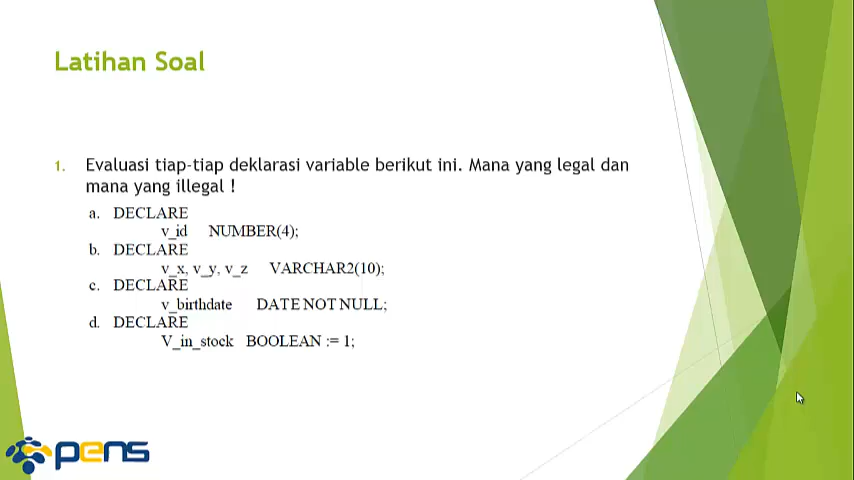 Latihan Soal
1. Evaluasi tiap-tiap deklarasi variable berikut ini. Mana yang legal dan
mana yang illegal !
a. DECLARE
v_id NUMBER(4);
b. DECLARE
v_x, v_y, v_z VARCHAR2(10);
c. DECLARE
v_birthdate DATE NOT NULL;
d. DECLARE
V_in_stock BOOLEAN := 1;
pens